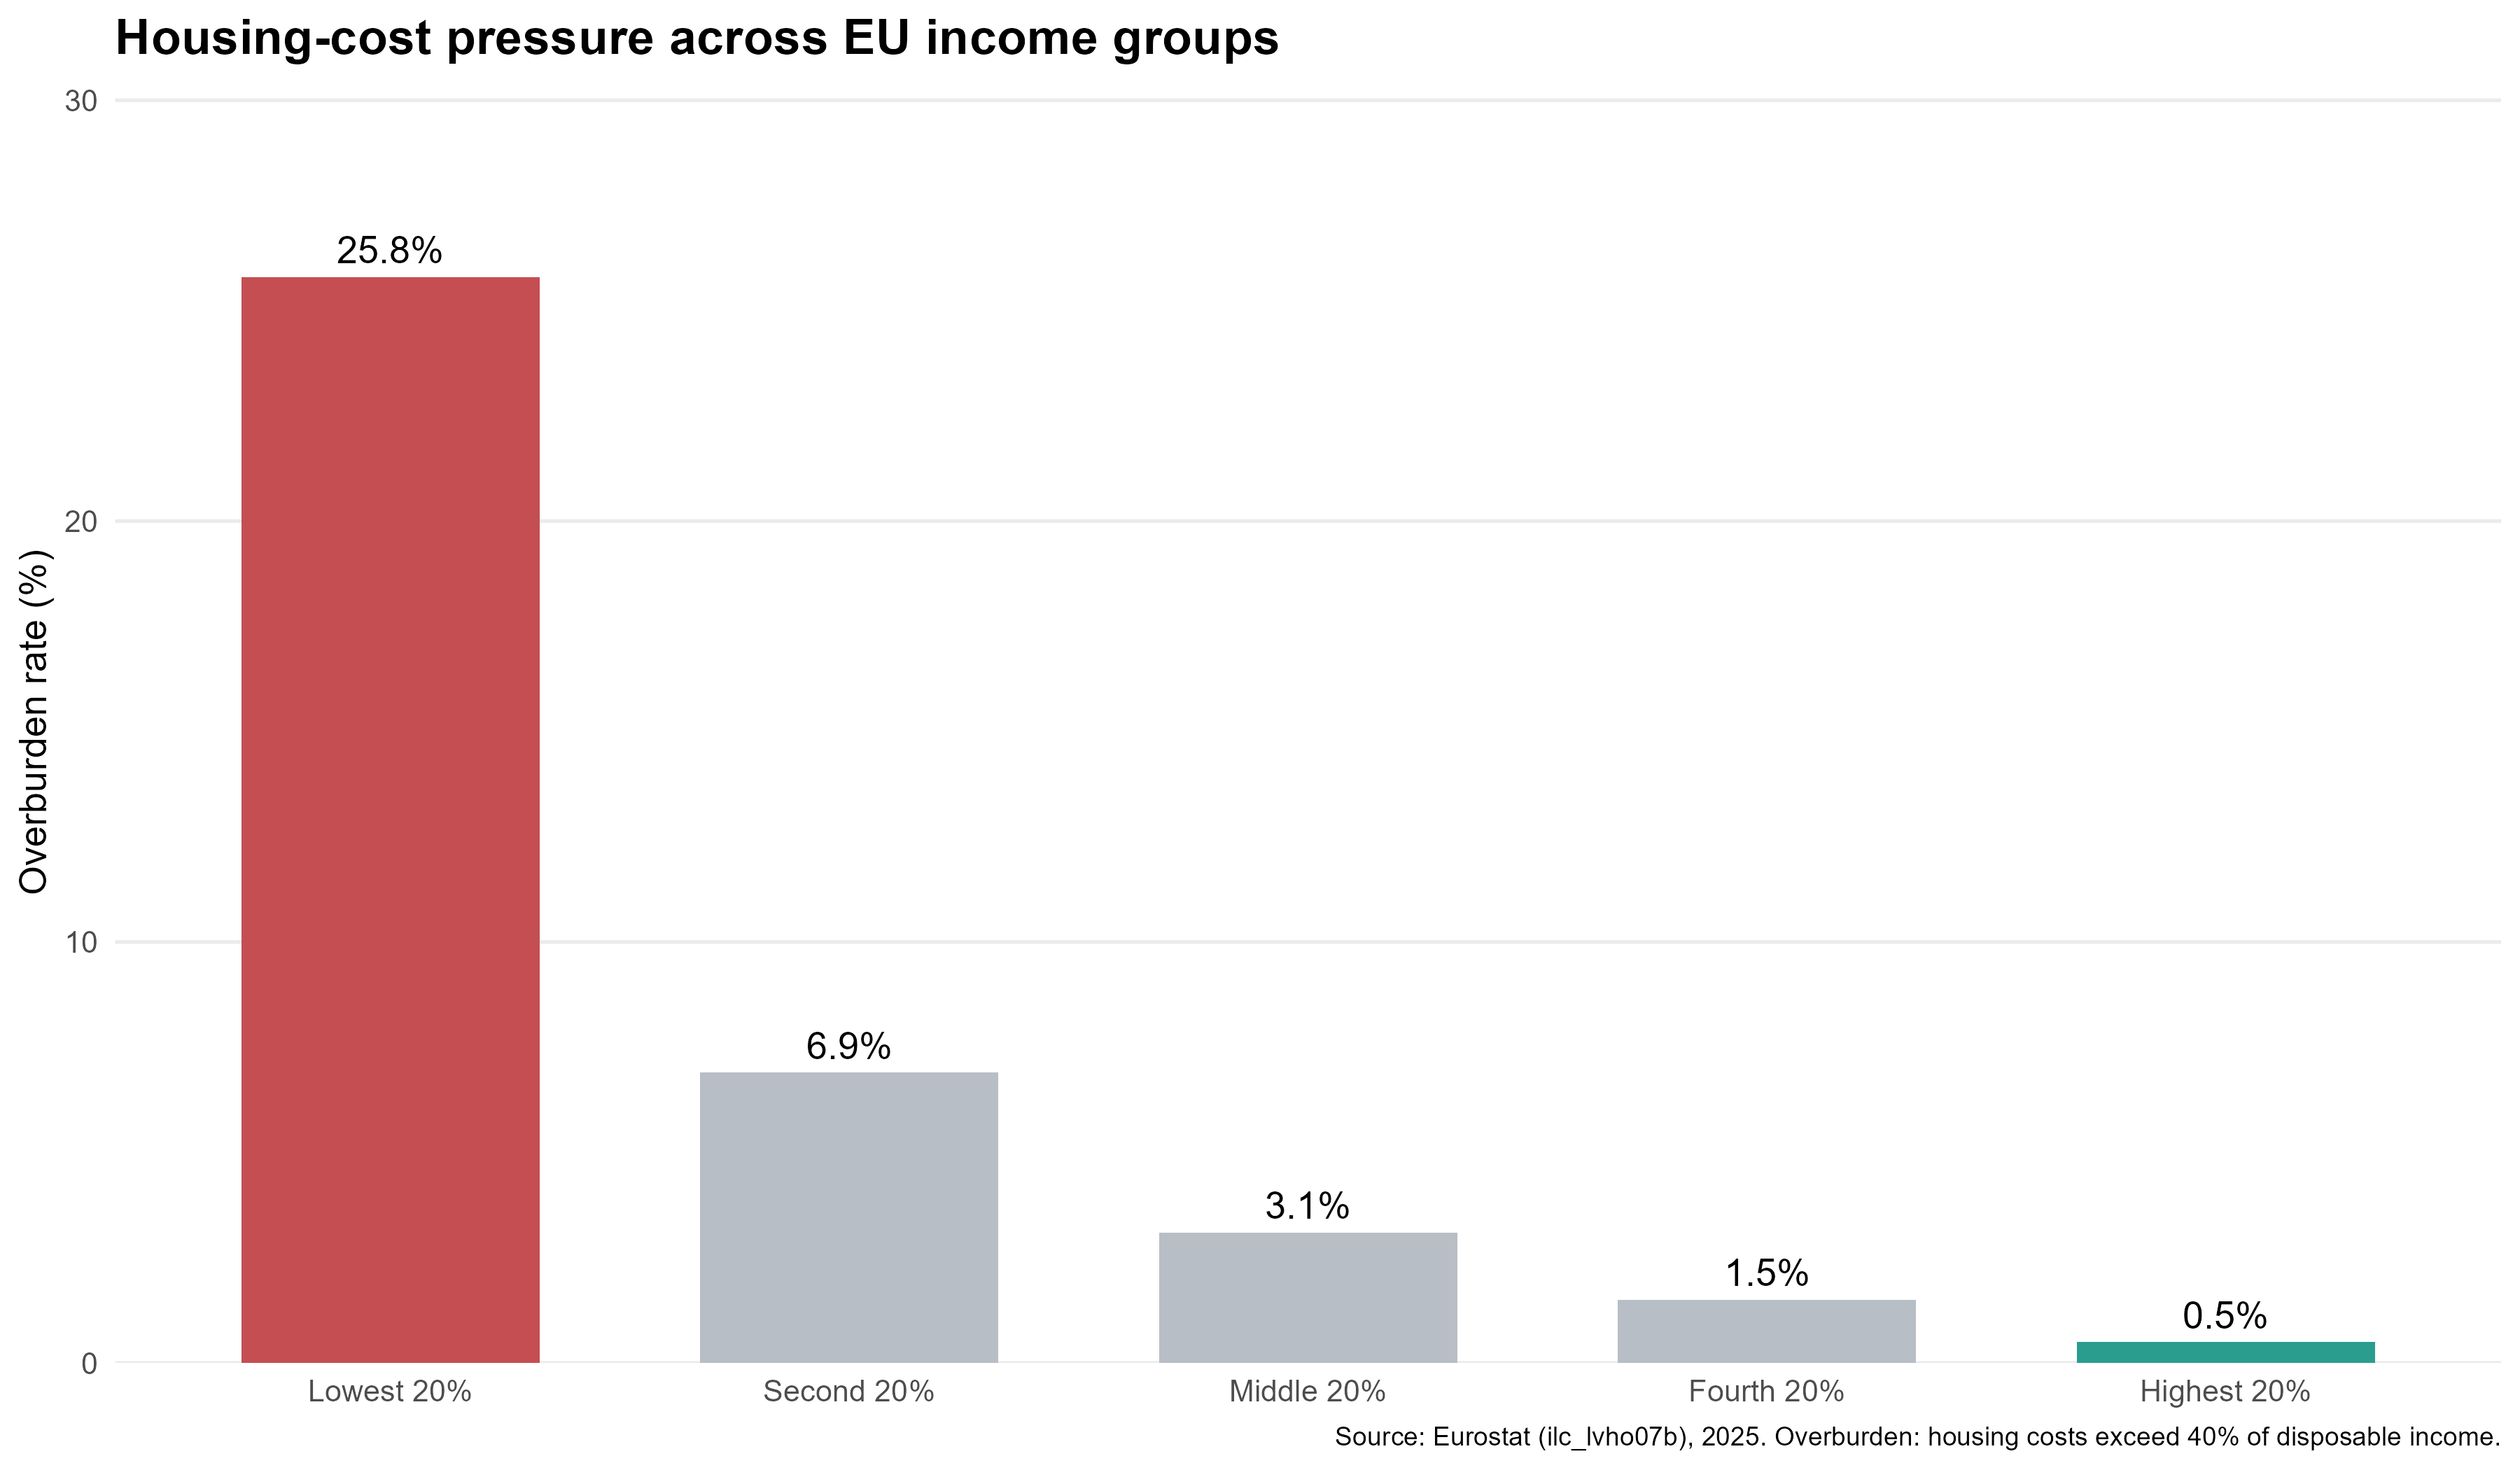 Housing-cost pressure across EU income groups
30
20
10
0
Overburden rate (%)
25.8%
6.9%
3.1%
1.5%
0.5%
Lowest 20%
Second 20%
Middle 20%
Fourth 20%
Highest 20%
Source: Eurostat (ilc_lvho07b), 2025. Overburden: housing costs exceed 40% of disposable income.